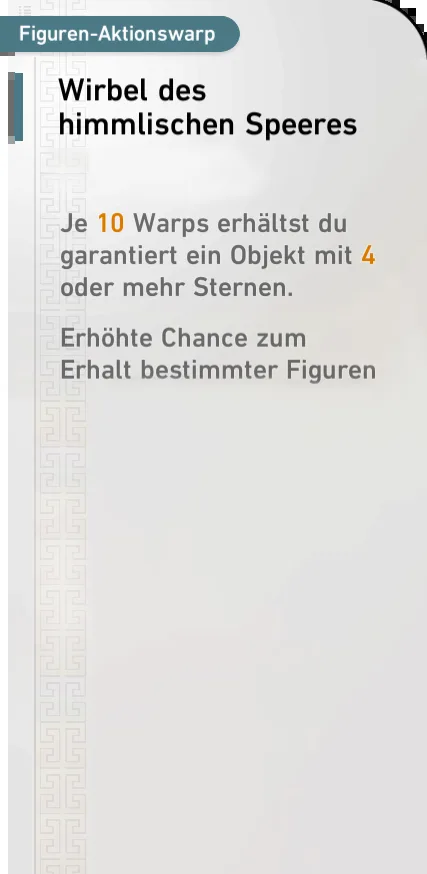 Figuren-Aktionswarp
Wirbel des
himmlischen Speeres
Je 10 Warps erhältst du
garantiert ein Objekt mit 4
oder mehr Sternen.
Erhöhte Chance zum
Erhalt bestimmter Figuren